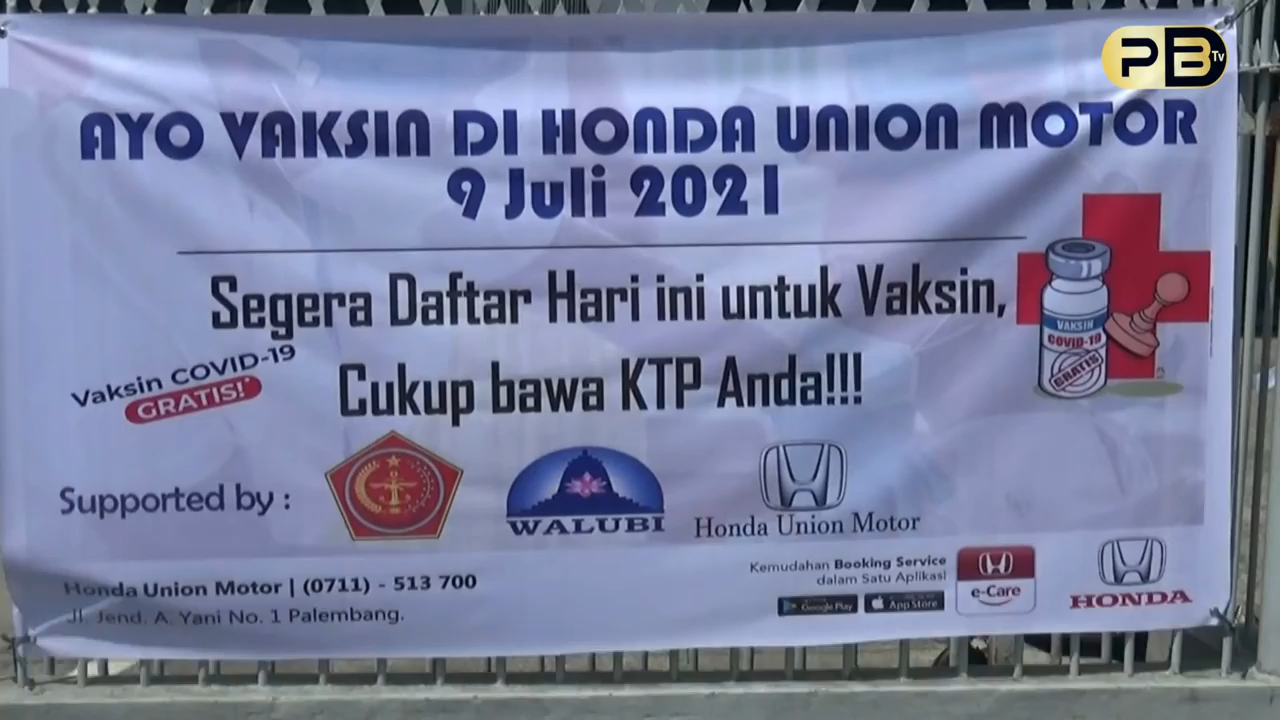 PB Tv
AYO VAKSIN DI HONDA UNION MOTOR
9 Juli 2021
Segera Daftar Hari ini untuk Vaksin,
Cukup bawa KTP Anda!!!
Vaksin COVID-19
GRATIS!*
VAKSIN
COVID-19
GRATIS
Supported by :
WALUBI
Honda Union Motor
Honda Union Motor | (0711) - 513 700
Jl. Jend. A. Yani No. 1 Palembang.
Kemudahan Booking Service
dalam Satu Aplikasi
Google Play
App Store
e-Care
HONDA